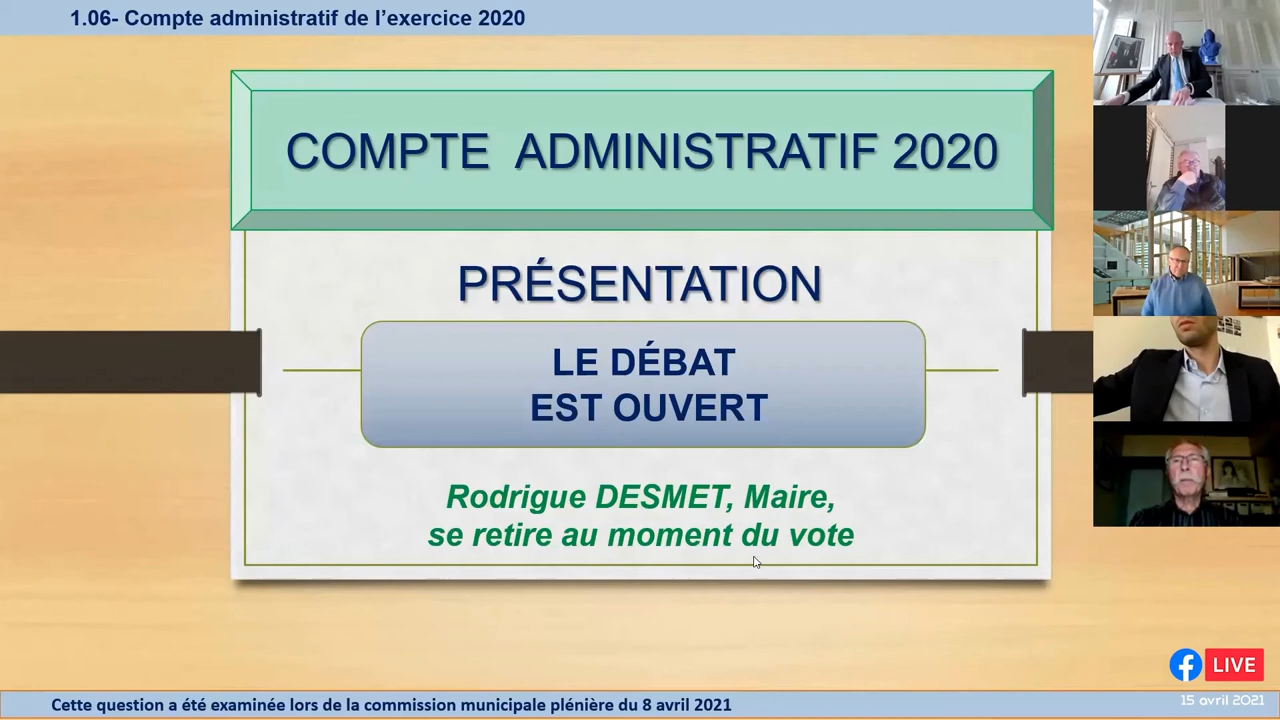 1.06- Compte administratif de l’exercice 2020
COMPTE ADMINISTRATIF 2020
PRÉSENTATION
LE DÉBAT
EST OUVERT
Rodrigue DESMET, Maire,
se retire au moment du vote
LIVE
15 avril 2021
Cette question a été examinée lors de la commission municipale plénière du 8 avril 2021